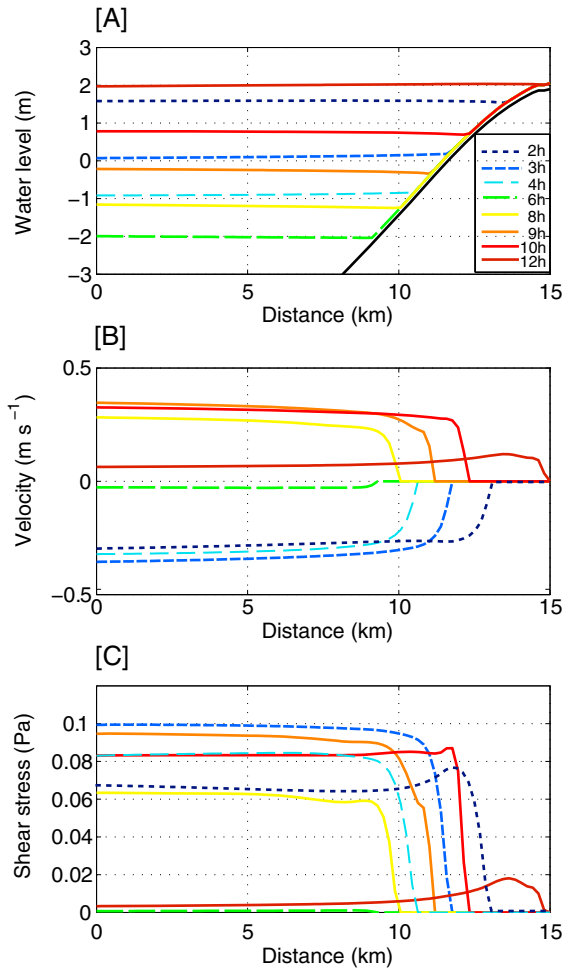 [A]
3
2
1
0
−1
−2
−3
Water level (m)
2h
3h
4h
6h
8h
9h
10h
12h
0 5 10 15
Distance (km)
[B]
0.5
0
−0.5
Velocity (m s⁻¹)
0 5 10 15
Distance (km)
[C]
0.1
0.08
0.06
0.04
0.02
0
Shear stress (Pa)
0 5 10 15
Distance (km)